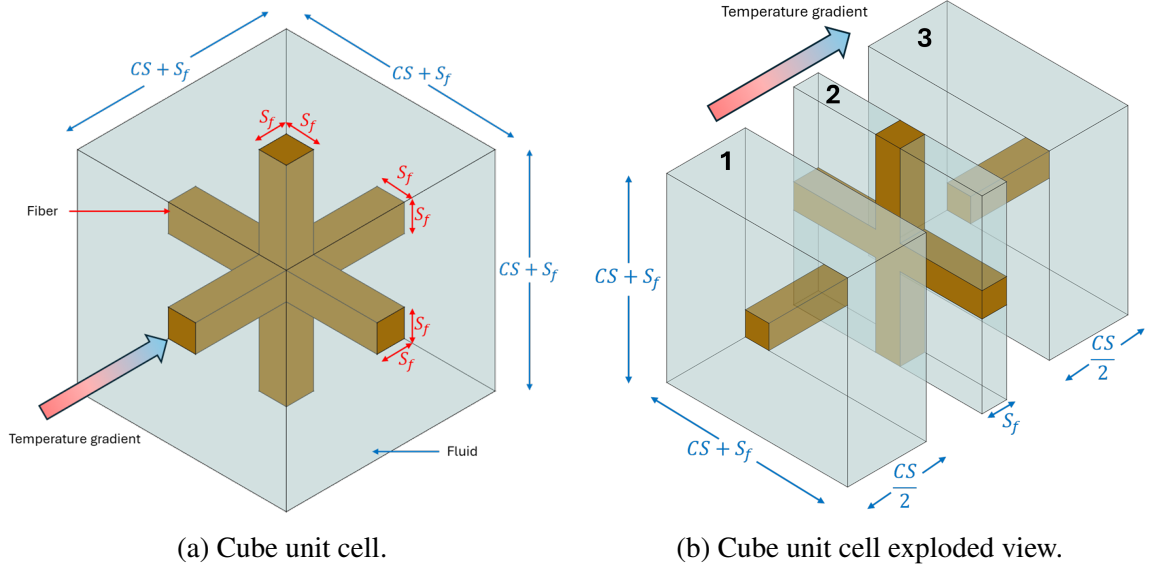 CS + S_f
CS + S_f
S_f
S_f
S_f
Fiber
S_f
CS + S_f
S_f
S_f
Temperature gradient
Fluid
(a) Cube unit cell.
Temperature gradient
3
2
1
CS + S_f
CS/2
S_f
CS + S_f
CS/2
(b) Cube unit cell exploded view.